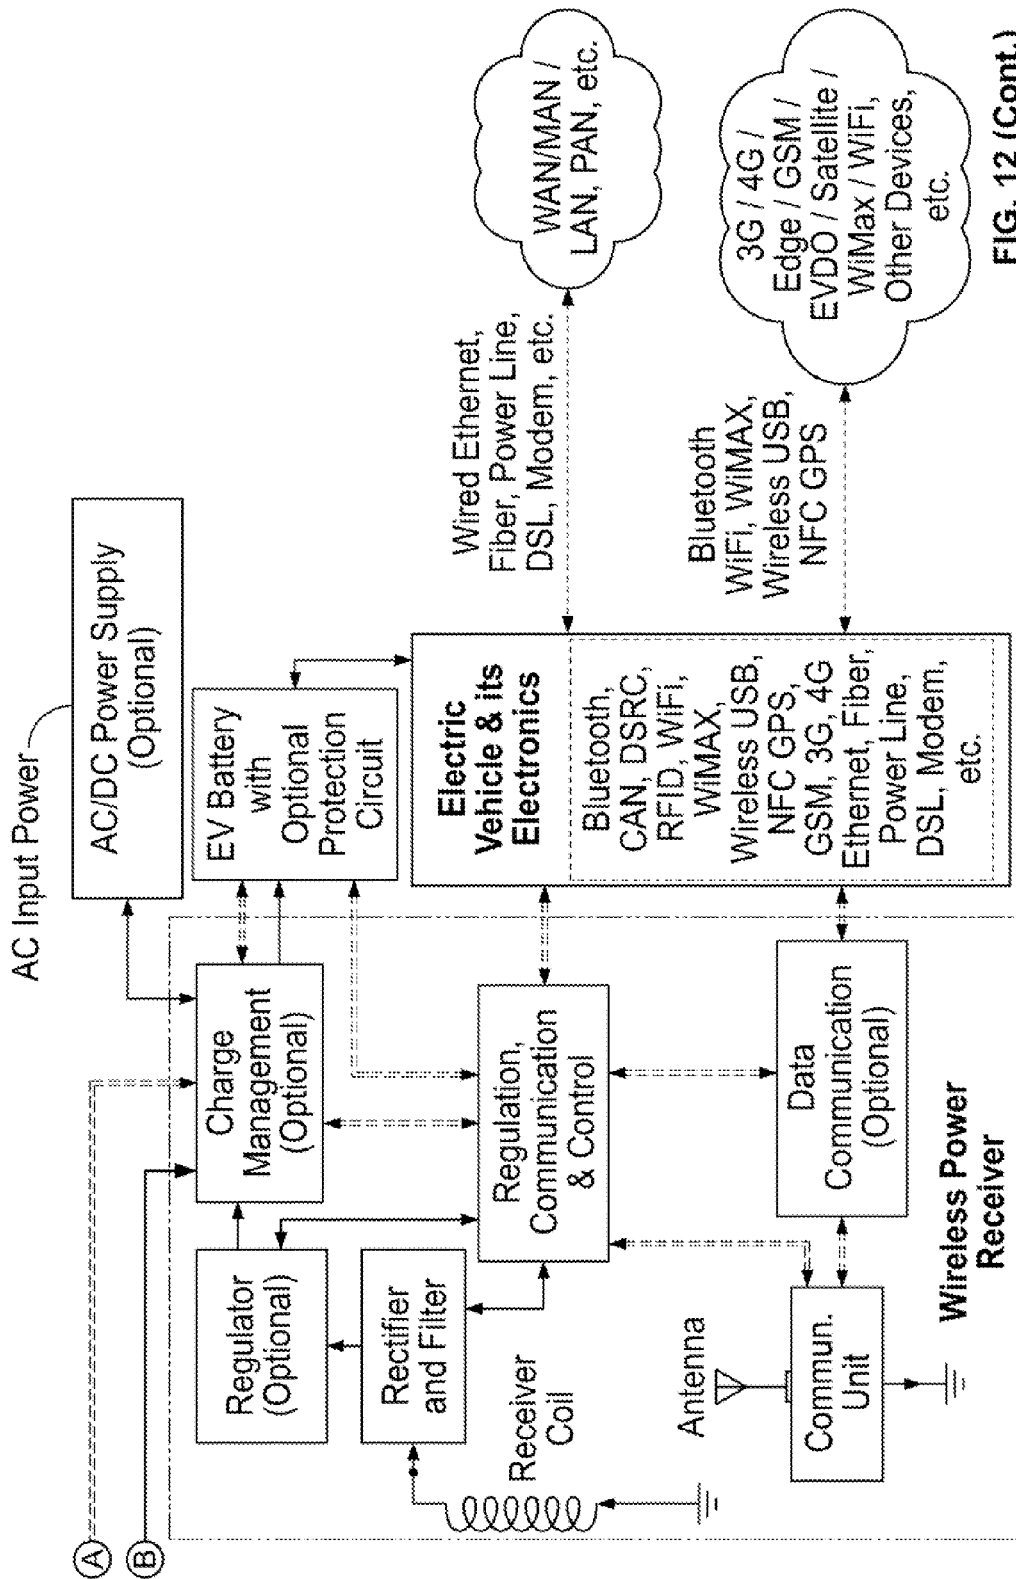 AC Input Power
AC/DC Power Supply
(Optional)
A
B
Charge
Management
(Optional)
EV Battery
with
Optional
Protection
Circuit
Regulator
(Optional)
Rectifier
and Filter
Receiver
Coil
Regulation,
Communication
& Control
Electric
Vehicle & its
Electronics
Bluetooth,
CAN, DSRC,
RFID, WiFi,
WiMAX,
Wireless USB,
NFC GPS,
GSM, 3G, 4G
Ethernet, Fiber,
Power Line,
DSL, Modem,
etc.
Wired Ethernet,
Fiber, Power Line,
DSL, Modem, etc.
WAN/MAN /
LAN, PAN, etc.
Bluetooth
WiFi, WiMAX,
Wireless USB,
NFC GPS
3G / 4G /
Edge / GSM /
EVDO / Satellite /
WiMax / WiFi,
Other Devices,
etc.
Antenna
Commun.
Unit
Data
Communication
(Optional)
Wireless Power
Receiver
FIG. 12 (Cont.)